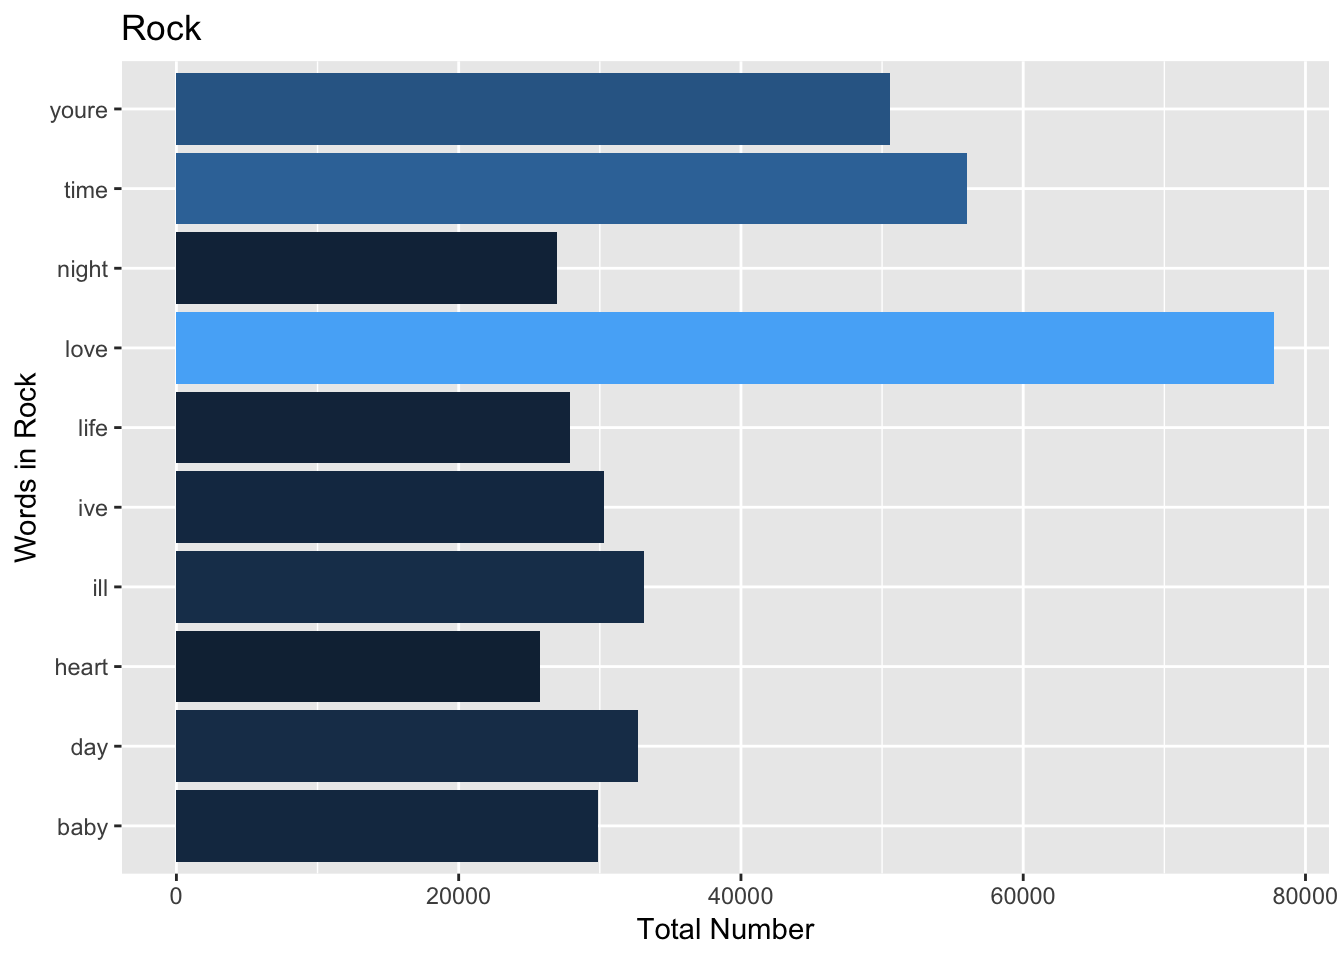 Rock
Words in Rock
youre
time
night
love
life
ive
ill
heart
day
baby
0 20000 40000 60000 80000
Total Number